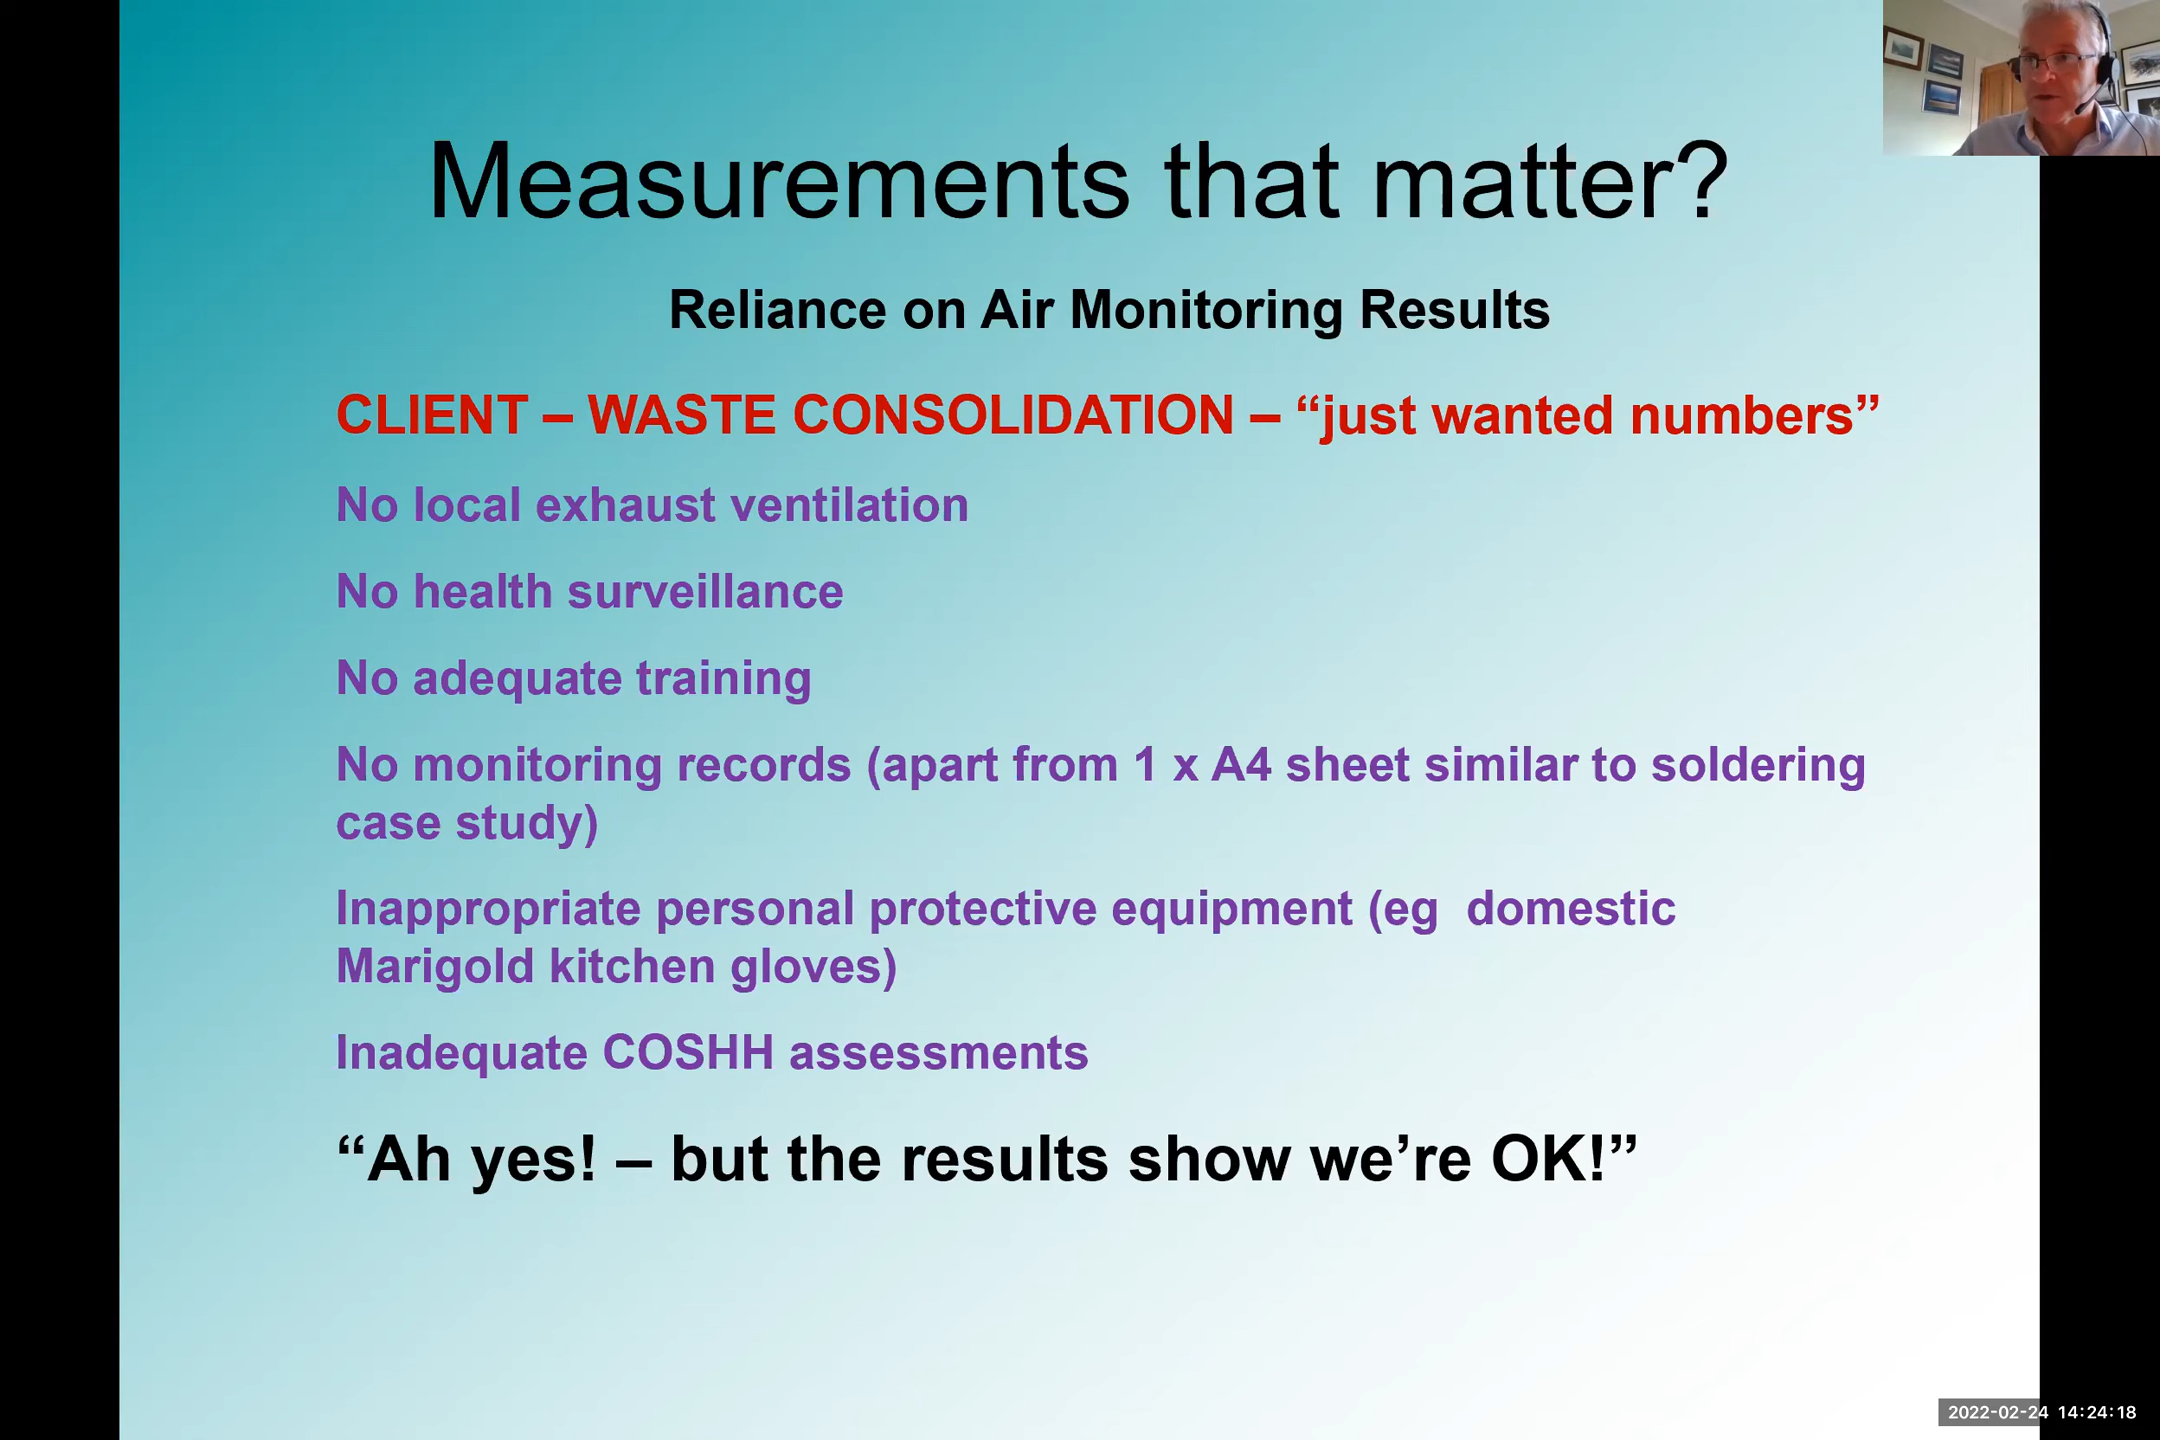 Measurements that matter?
Reliance on Air Monitoring Results
CLIENT – WASTE CONSOLIDATION – “just wanted numbers”
No local exhaust ventilation
No health surveillance
No adequate training
No monitoring records (apart from 1 x A4 sheet similar to soldering
case study)
Inappropriate personal protective equipment (eg  domestic
Marigold kitchen gloves)
Inadequate COSHH assessments
“Ah yes! – but the results show we’re OK!”
2022-02-24 14:24:18